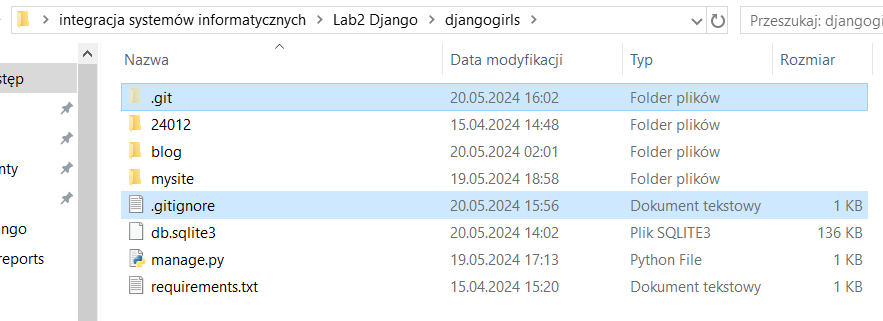 integracja systemów informatycznych > Lab2 Django > djangogirls >
Przeszukaj: djangogi
Nazwa Data modyfikacji Typ Rozmiar
.git 20.05.2024 16:02 Folder plików
24012 15.04.2024 14:48 Folder plików
blog 20.05.2024 02:01 Folder plików
mysite 19.05.2024 18:58 Folder plików
.gitignore 20.05.2024 15:56 Dokument tekstowy 1 KB
db.sqlite3 20.05.2024 14:02 Plik SQLITE3 136 KB
manage.py 19.05.2024 17:13 Python File 1 KB
requirements.txt 15.04.2024 15:20 Dokument tekstowy 1 KB
stęp
nty
ngo
reports